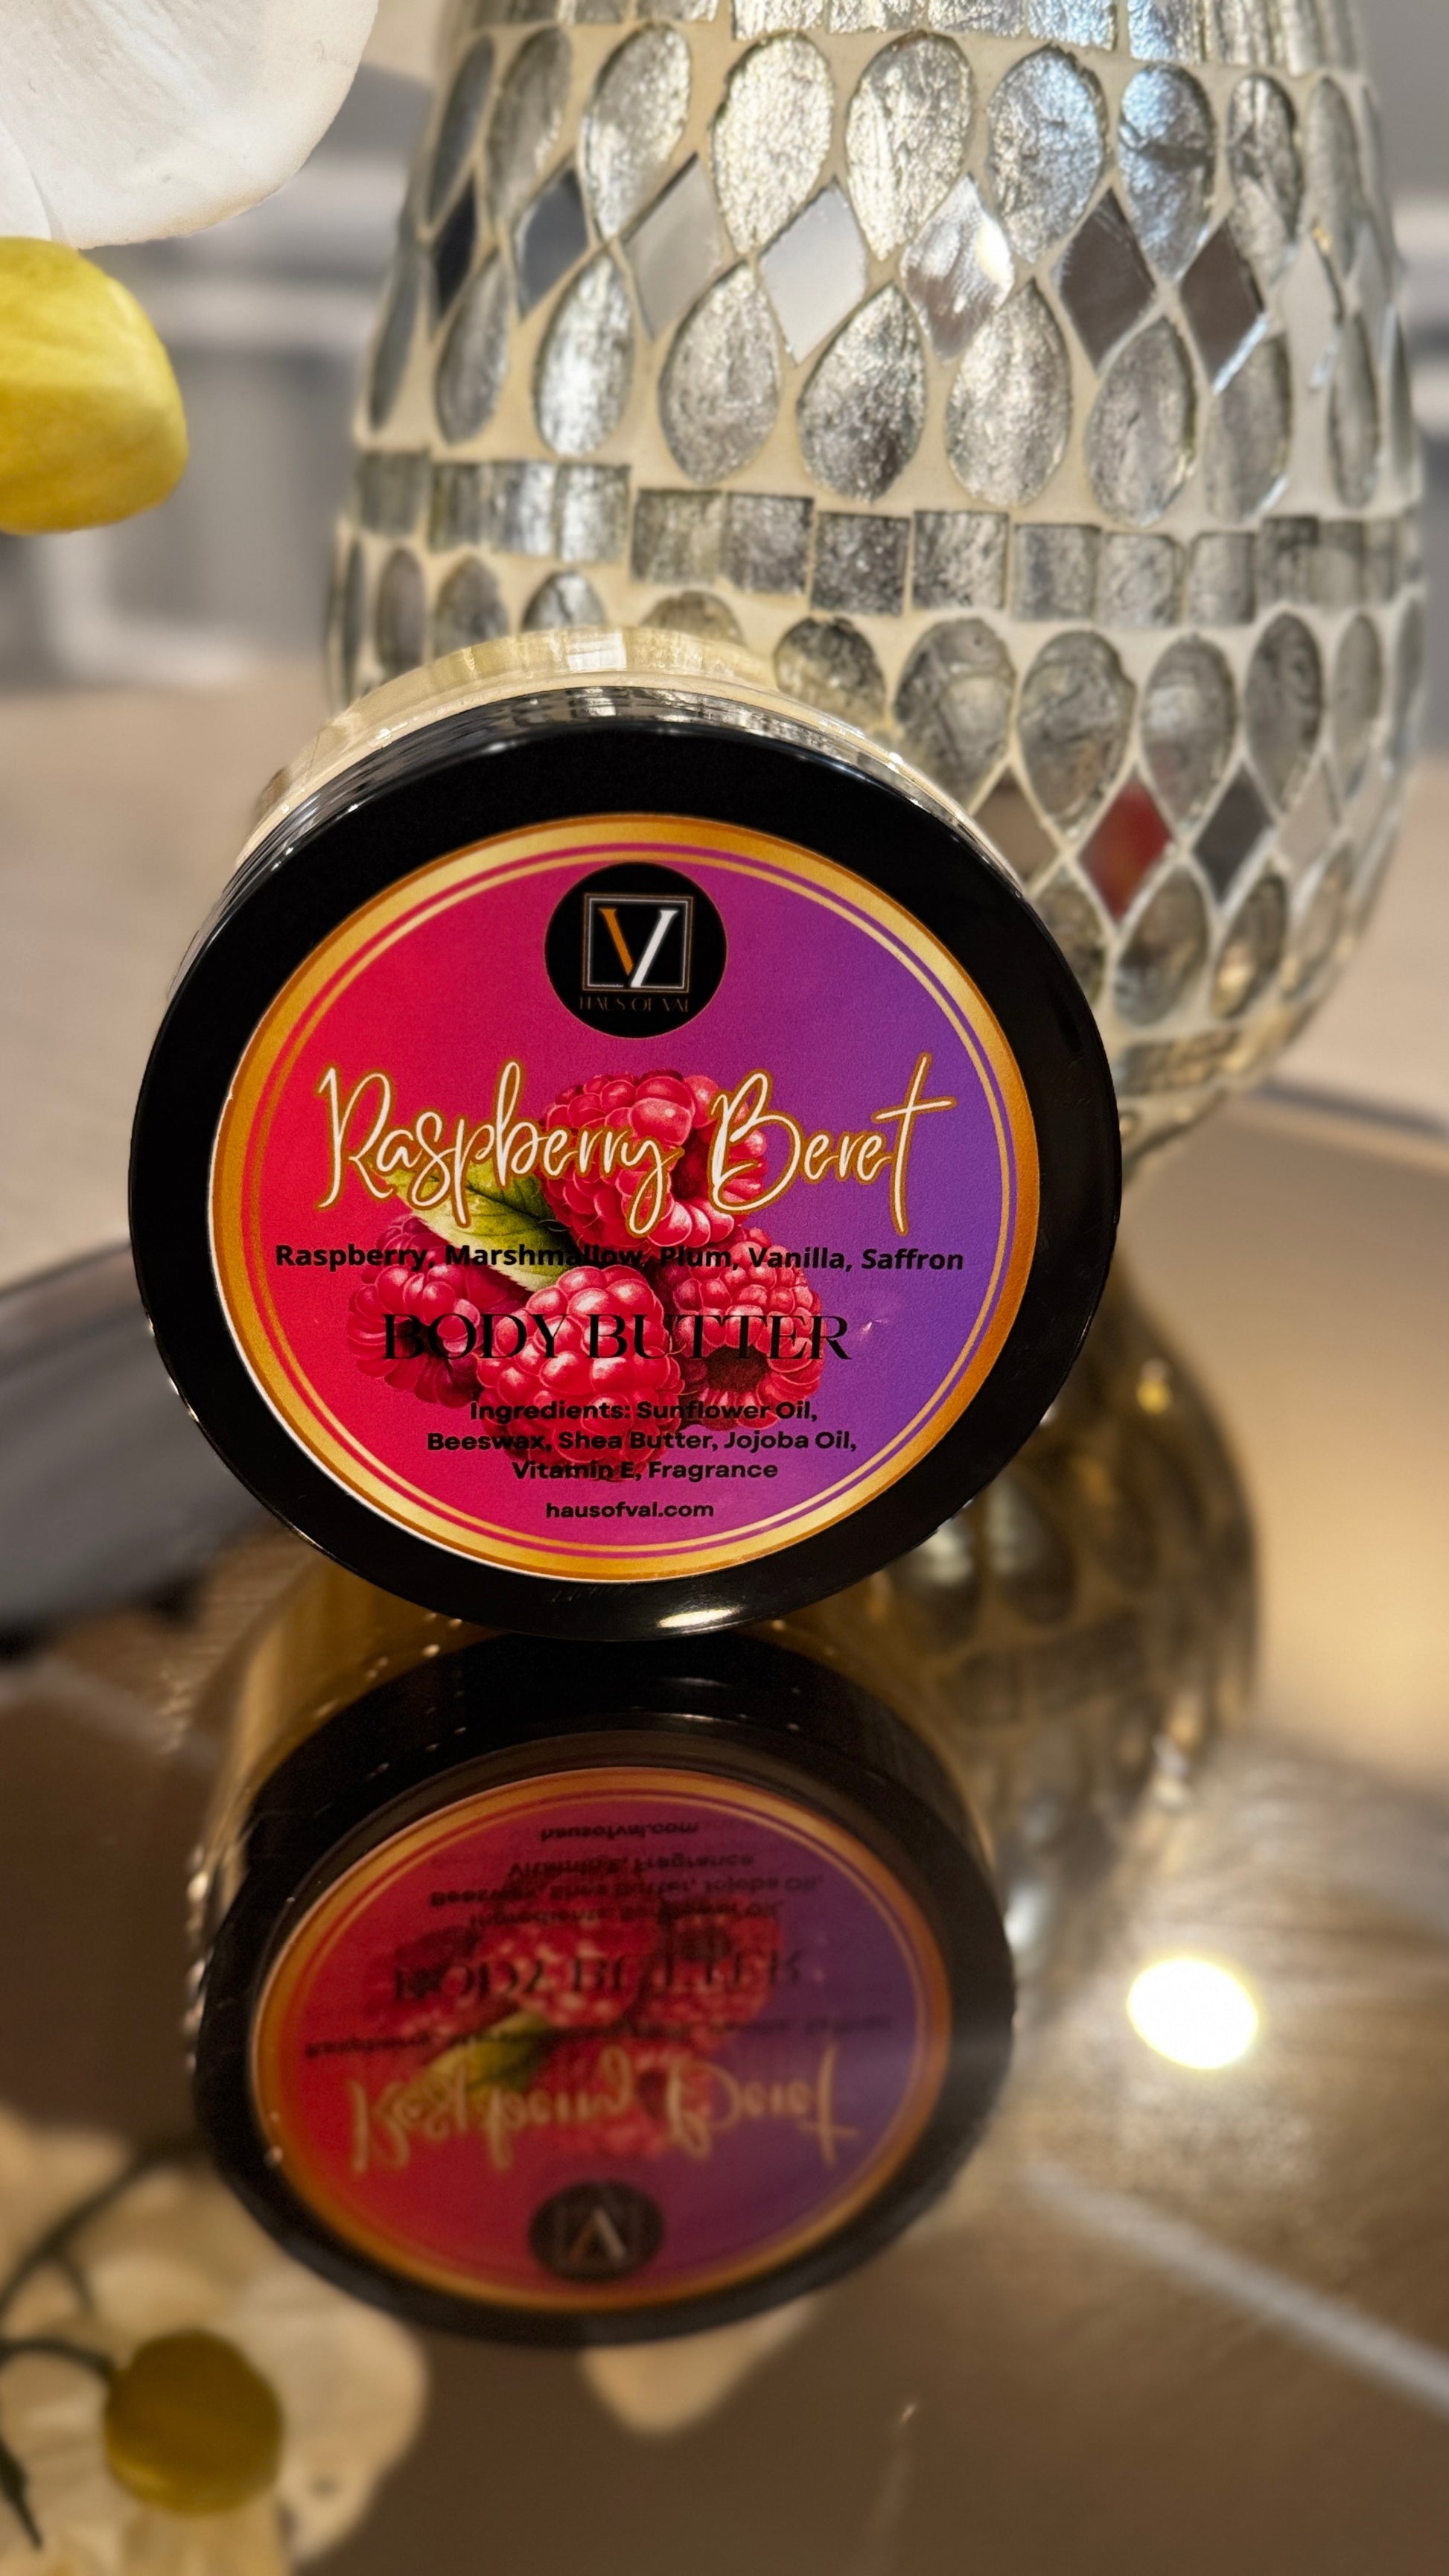 V
HAUS OF VAL
Raspberry Beret
Raspberry, Marshmallow, Plum, Vanilla, Saffron
BODY BUTTER
Ingredients: Sunflower Oil,
Beeswax, Shea Butter, Jojoba Oil,
Vitamin E, Fragrance
hausofval.com